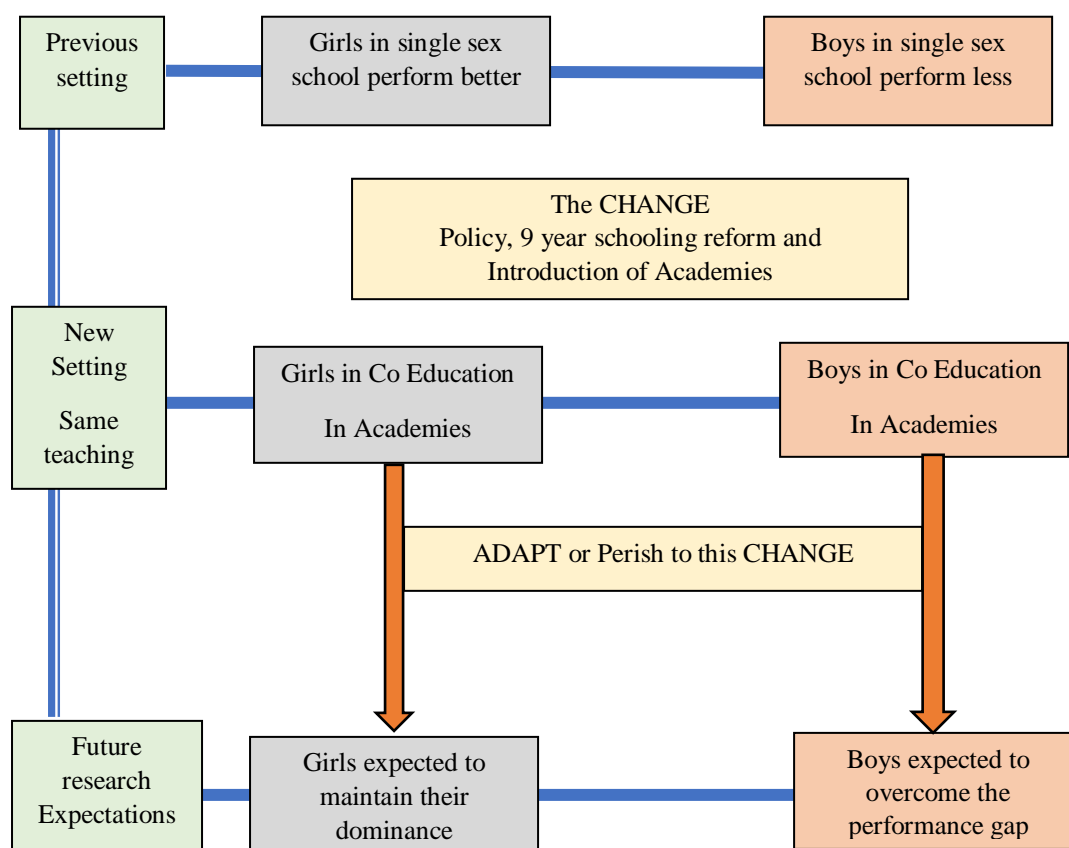 Previous
setting
Girls in single sex
school perform better
Boys in single sex
school perform less
The CHANGE
Policy, 9 year schooling reform and
Introduction of Academies
New
Setting
Same
teaching
Girls in Co Education
In Academies
Boys in Co Education
In Academies
ADAPT or Perish to this CHANGE
Future
research
Expectations
Girls expected to
maintain their
dominance
Boys expected to
overcome the
performance gap